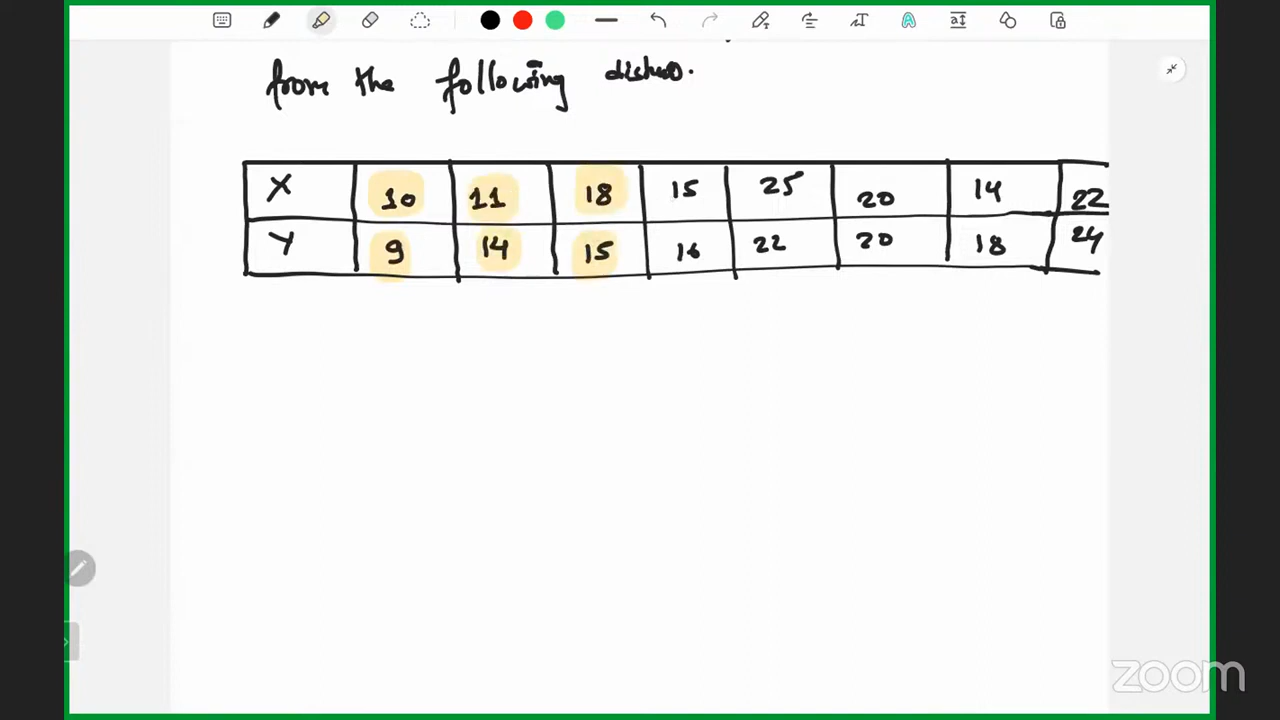 from the following
X 10 11 18 15 25 20 14 22
Y 9 14 15 16 22 20 18 24
zoom